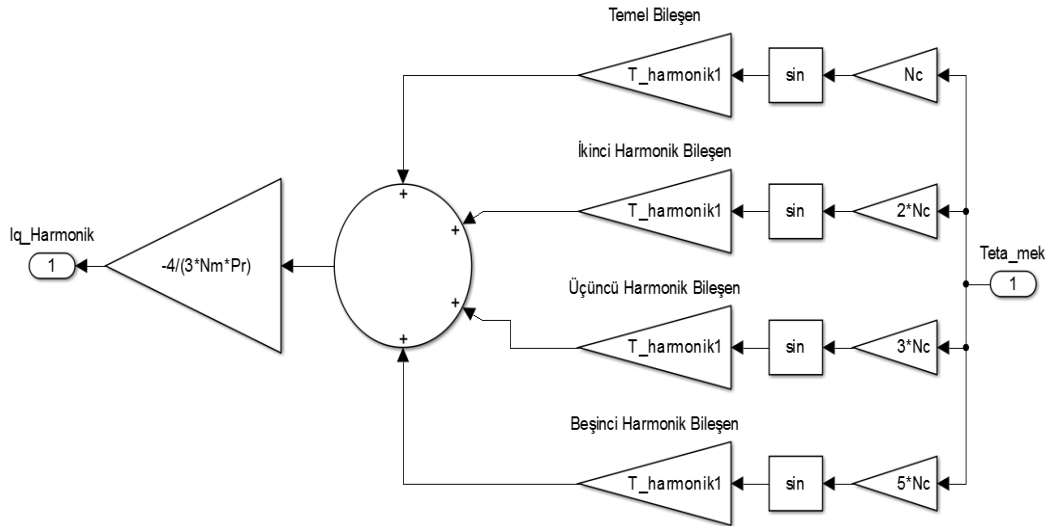 Temel Bileşen
T_harmonik1
sin
Nc
İkinci Harmonik Bileşen
T_harmonik1
sin
2*Nc
Iq_Harmonik
1
-4/(3*Nm*Pr)
+
+
+
+
Teta_mek
1
Üçüncü Harmonik Bileşen
T_harmonik1
sin
3*Nc
Beşinci Harmonik Bileşen
T_harmonik1
sin
5*Nc